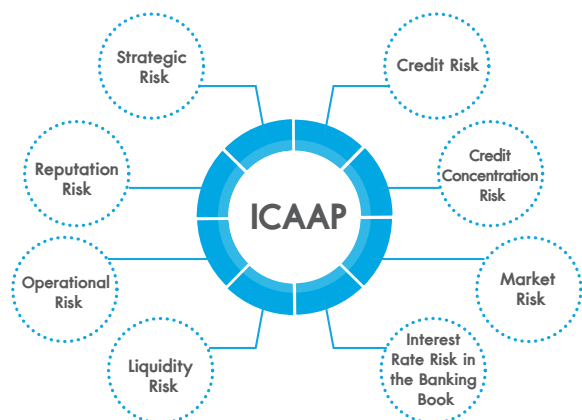 Strategic
Risk
Credit Risk
Reputation
Risk
Credit
Concentration
Risk
ICAAP
Operational
Risk
Market
Risk
Liquidity
Risk
Interest
Rate Risk in
the Banking
Book